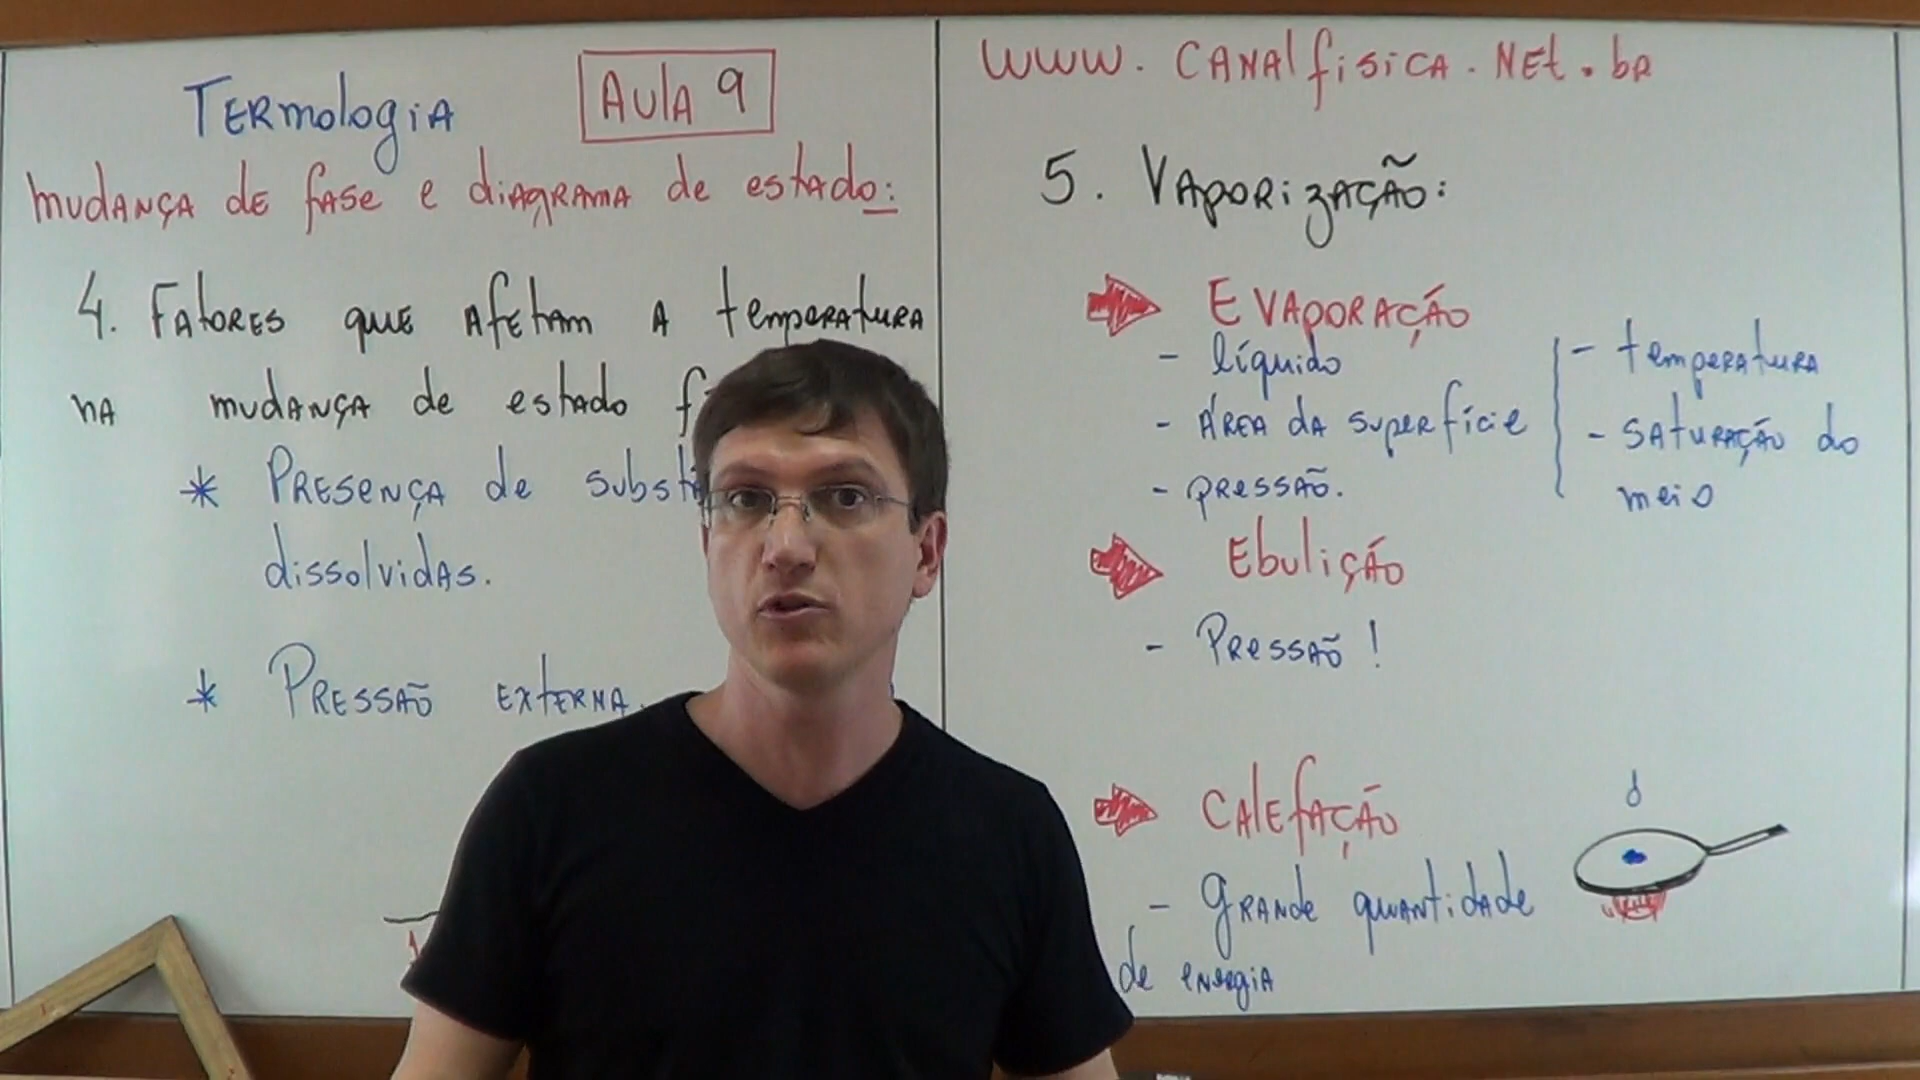 Termologia
Aula 9
mudança de fase e diagrama de estado:
4. Fatores que afetam a temperatura
na mudança de estado
* Presença de
dissolvidas.
* Pressão externa.
www.canalfisica.net.br
5. Vaporização:
Evaporação
- líquido
- área da superfície
- pressão.
- temperatura
- saturação do
meio
Ebulição
- Pressão!
Calefação
- grande quantidade
de energia